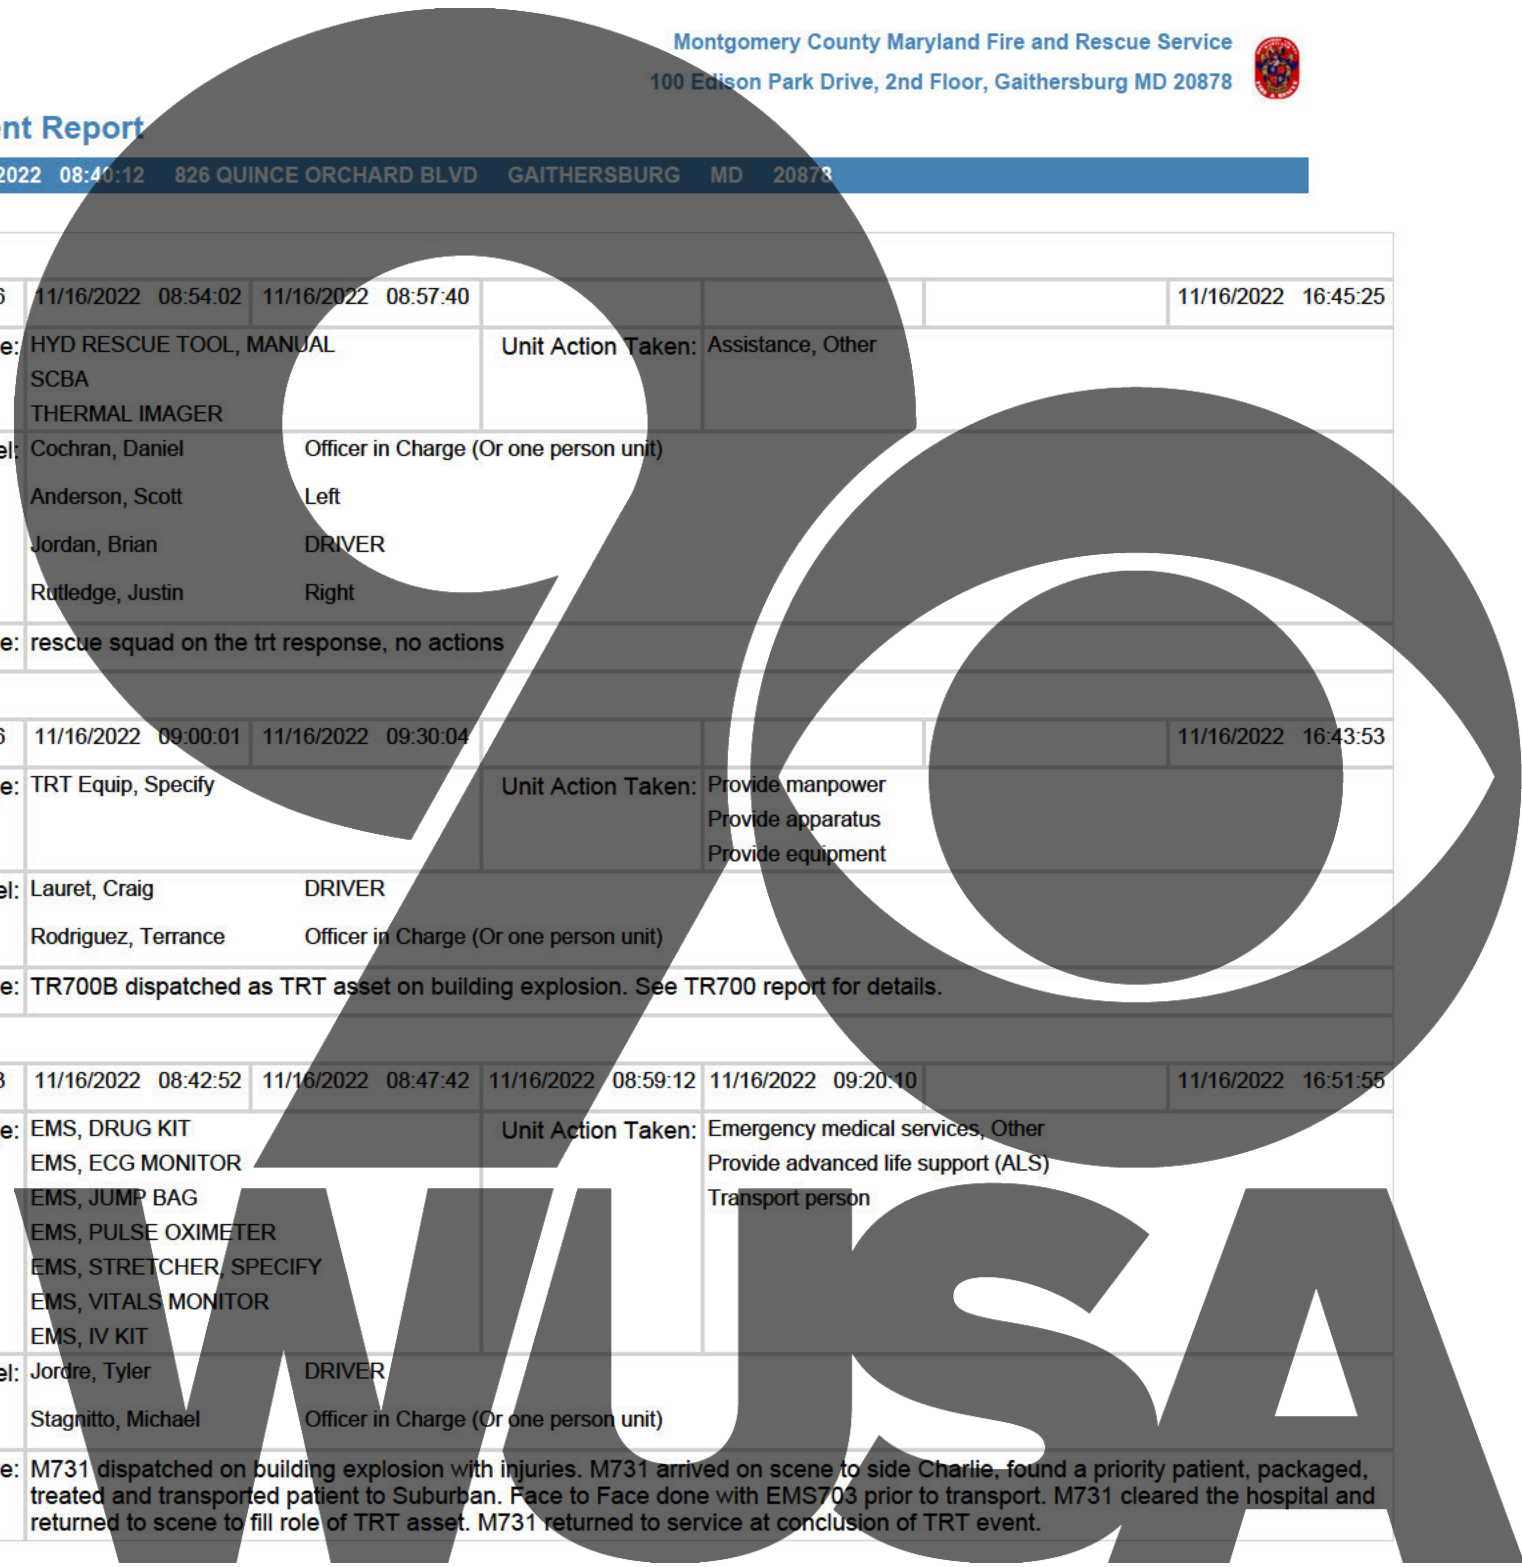 Montgomery County Maryland Fire and Rescue Service
100 Edison Park Drive, 2nd Floor, Gaithersburg MD 20878
nt Report
2022 08:40:12 826 QUINCE ORCHARD BLVD GAITHERSBURG MD 20878
6 11/16/2022 08:54:02 11/16/2022 08:57:40 11/16/2022 16:45:25
e: HYD RESCUE TOOL, MANUAL Unit Action Taken: Assistance, Other
SCBA
THERMAL IMAGER
el: Cochran, Daniel Officer in Charge (Or one person unit)
Anderson, Scott Left
Jordan, Brian DRIVER
Rutledge, Justin Right
e: rescue squad on the trt response, no actions
6 11/16/2022 09:00:01 11/16/2022 09:30:04 11/16/2022 16:43:53
e: TRT Equip, Specify Unit Action Taken: Provide manpower
Provide apparatus
Provide equipment
el: Lauret, Craig DRIVER
Rodriguez, Terrance Officer in Charge (Or one person unit)
e: TR700B dispatched as TRT asset on building explosion. See TR700 report for details.
3 11/16/2022 08:42:52 11/16/2022 08:47:42 11/16/2022 08:59:12 11/16/2022 09:20:10 11/16/2022 16:51:55
e: EMS, DRUG KIT Unit Action Taken: Emergency medical services, Other
EMS, ECG MONITOR Provide advanced life support (ALS)
EMS, JUMP BAG Transport person
EMS, PULSE OXIMETER
EMS, STRETCHER, SPECIFY
EMS, VITALS MONITOR
EMS, IV KIT
el: Jordre, Tyler DRIVER
Stagnitto, Michael Officer in Charge (Or one person unit)
e: M731 dispatched on building explosion with injuries. M731 arrived on scene to side Charlie, found a priority patient, packaged,
treated and transported patient to Suburban. Face to Face done with EMS703 prior to transport. M731 cleared the hospital and
returned to scene to fill role of TRT asset. M731 returned to service at conclusion of TRT event.
9
WUSA